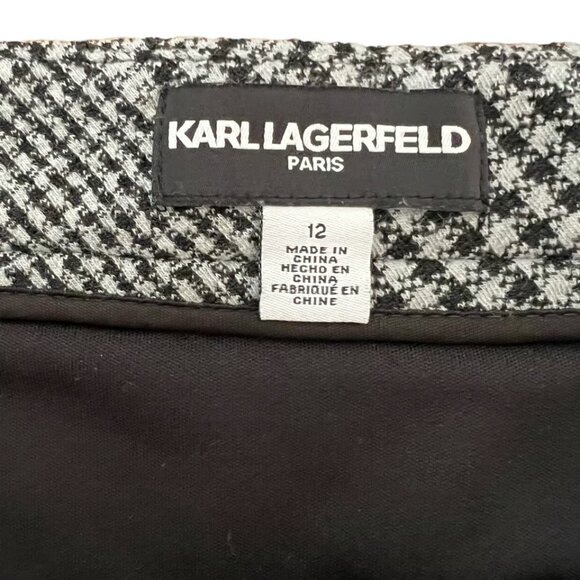 KARL LAGERFELD
PARIS
12
MADE IN
CHINA
HECHO EN
CHINA
FABRIQUÉ EN
CHINE